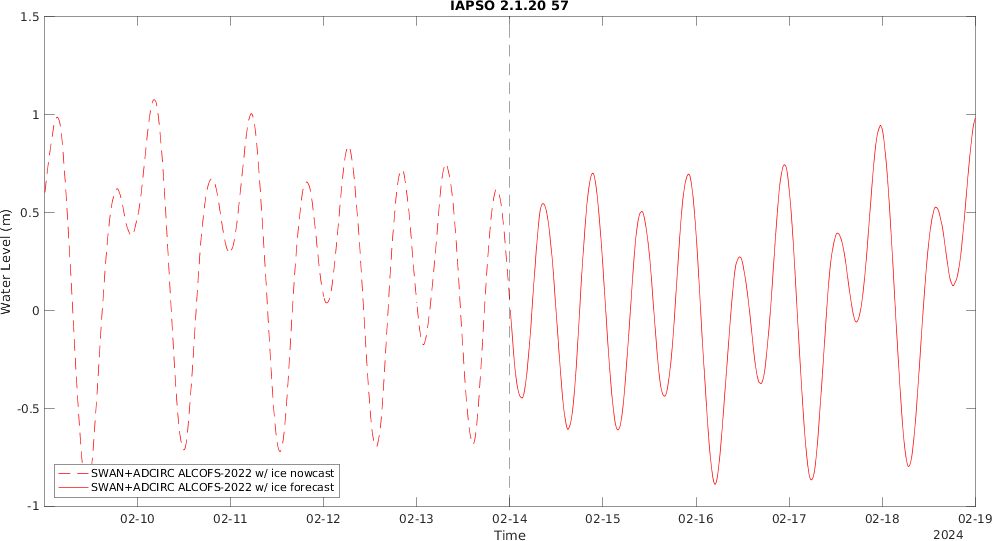 IAPSO 2.1.20 57
1.5
1
0.5
0
-0.5
-1
Water Level (m)
SWAN+ADCIRC ALCOFS-2022 w/ ice nowcast
SWAN+ADCIRC ALCOFS-2022 w/ ice forecast
02-10 02-11 02-12 02-13 02-14 02-15 02-16 02-17 02-18 02-19
Time
2024